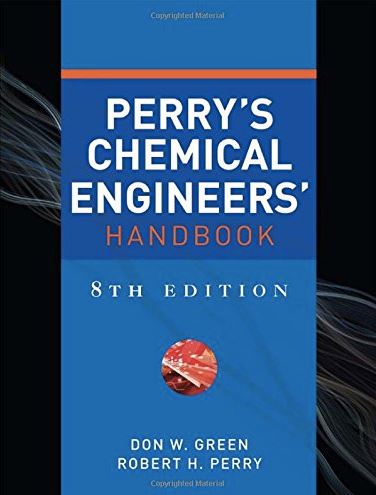 Copyrighted Material
PERRY'S
CHEMICAL
ENGINEERS'
HANDBOOK
8TH EDITION
DON W. GREEN
ROBERT H. PERRY
Copyrighted Material